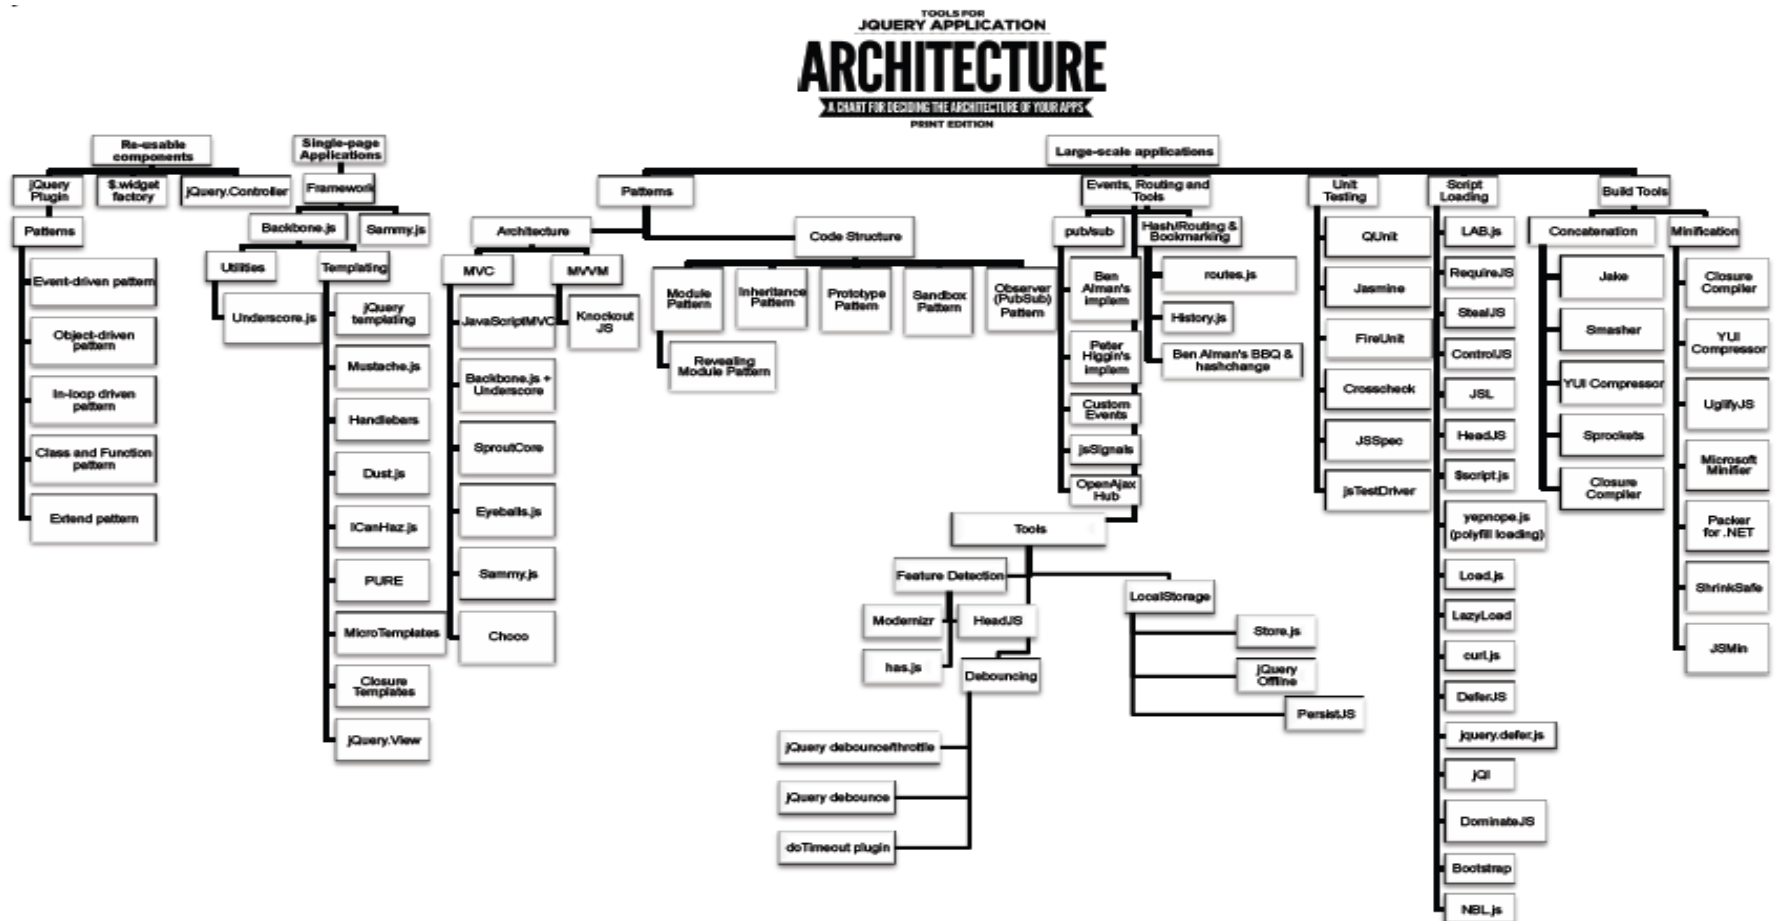 TOOLS FOR
JQUERY APPLICATION
ARCHITECTURE
A CHART FOR DECIDING THE ARCHITECTURE OF YOUR APPS
PRINT EDITION
Re-usable
components
jQuery
Plugin
$.widget
factory
jQuery.Controller
Patterns
Event-driven pattern
Object-driven
pattern
In-loop driven
pattern
Class and Function
pattern
Extend pattern
Single-page
Applications
Framework
Backbone.js
Sammy.js
Utilities
Underscore.js
Templating
jQuery
templating
Mustache.js
Handlebars
Dust.js
ICanHaz.js
PURE
MicroTemplates
Closure
Templates
jQuery.View
Large-scale applications
Patterns
Architecture
MVC
JavaScriptMVC
Backbone.js +
Underscore
SproutCore
Eyeballs.js
Sammy.js
Choco
MVVM
Knockout
JS
Code Structure
Module
Pattern
Revealing
Module Pattern
Inheritance
Pattern
Prototype
Pattern
Sandbox
Pattern
Observer
(PubSub)
Pattern
Events, Routing and
Tools
pub/sub
Ben
Alman's
implem
Peter
Higgin's
implem
Custom
Events
jsSignals
OpenAjax
Hub
Hash/Routing &
Bookmarking
routes.js
History.js
Ben Alman's BBQ &
hashchange
Tools
Feature Detection
Modernizr
HeadJS
has.js
Debouncing
jQuery debounce/throttle
jQuery debounce
doTimeout plugin
LocalStorage
Store.js
jQuery
Offline
PersistJS
Unit
Testing
QUnit
Jasmine
FireUnit
Crosscheck
JSSpec
jsTestDriver
Script
Loading
LAB.js
RequireJS
StealJS
ControlJS
JSL
HeadJS
$script.js
yepnope.js
(polyfill loading)
Load.js
LazyLoad
curl.js
DeferJS
jquery.defer.js
jQl
DominateJS
Bootstrap
NBL.js
Build Tools
Concatenation
Jake
Smasher
YUI Compressor
Sprockets
Closure
Compiler
Minification
Closure
Compiler
YUI
Compressor
UglifyJS
Microsoft
Minifier
Packer
for .NET
ShrinkSafe
JSMin